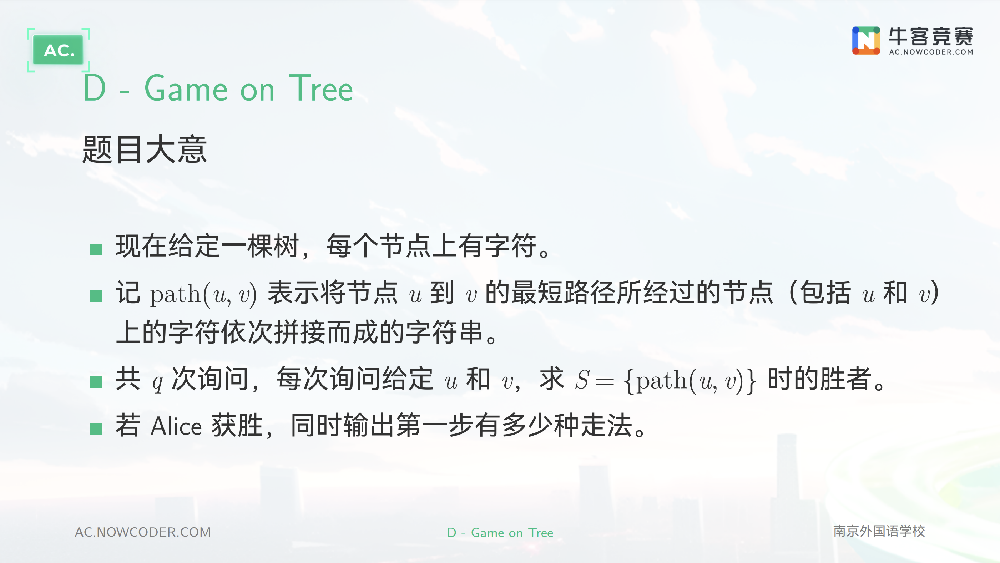 AC.
牛客竞赛
AC.NOWCODER.COM
D - Game on Tree
题目大意
现在给定一棵树，每个节点上有字符。
记 path(u, v) 表示将节点 u 到 v 的最短路径所经过的节点（包括 u 和 v）
上的字符依次拼接而成的字符串。
共 q 次询问，每次询问给定 u 和 v，求 S = {path(u, v)} 时的胜者。
若 Alice 获胜，同时输出第一步有多少种走法。
AC.NOWCODER.COM
D - Game on Tree
南京外国语学校